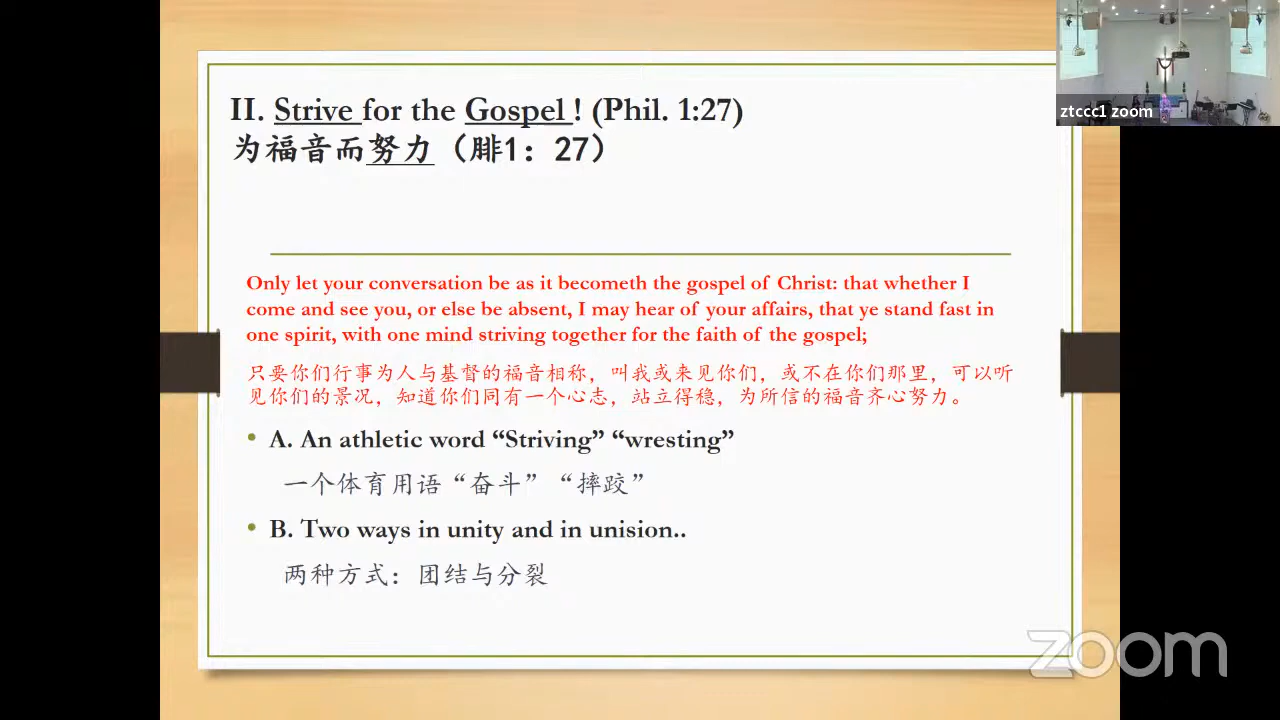 II. Strive for the Gospel ! (Phil. 1:27)
为福音而努力（腓1：27）
ztccc1 zoom
Only let your conversation be as it becometh the gospel of Christ: that whether I
come and see you, or else be absent, I may hear of your affairs, that ye stand fast in
one spirit, with one mind striving together for the faith of the gospel;
只要你们行事为人与基督的福音相称，叫我或来见你们，或不在你们那里，可以听
见你们的景况，知道你们同有一个心志，站立得稳，为所信的福音齐心努力。
• A. An athletic word “Striving” “wresting”
一个体育用语“奋斗”“摔跤”
• B. Two ways in unity and in unision..
两种方式：团结与分裂
zoom